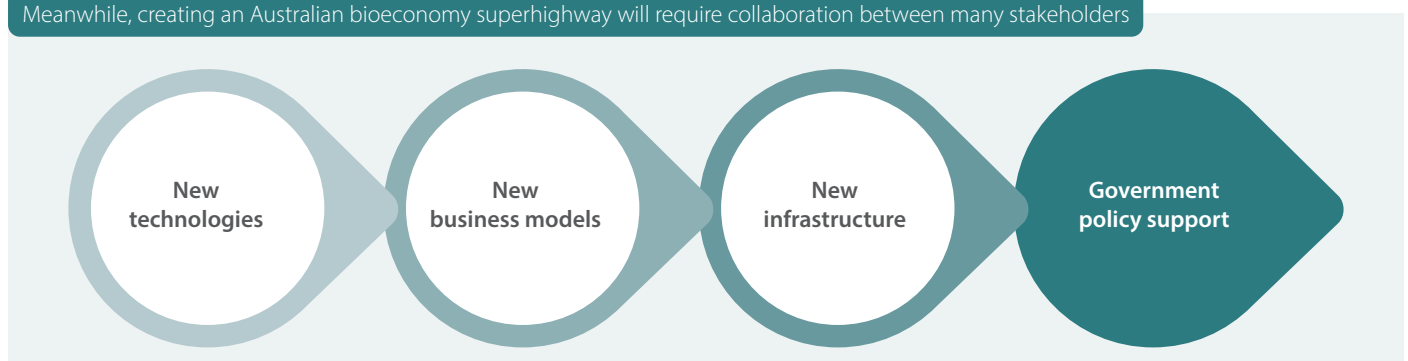 Meanwhile, creating an Australian bioeconomy superhighway will require collaboration between many stakeholders
New
technologies
New
business models
New
infrastructure
Government
policy support